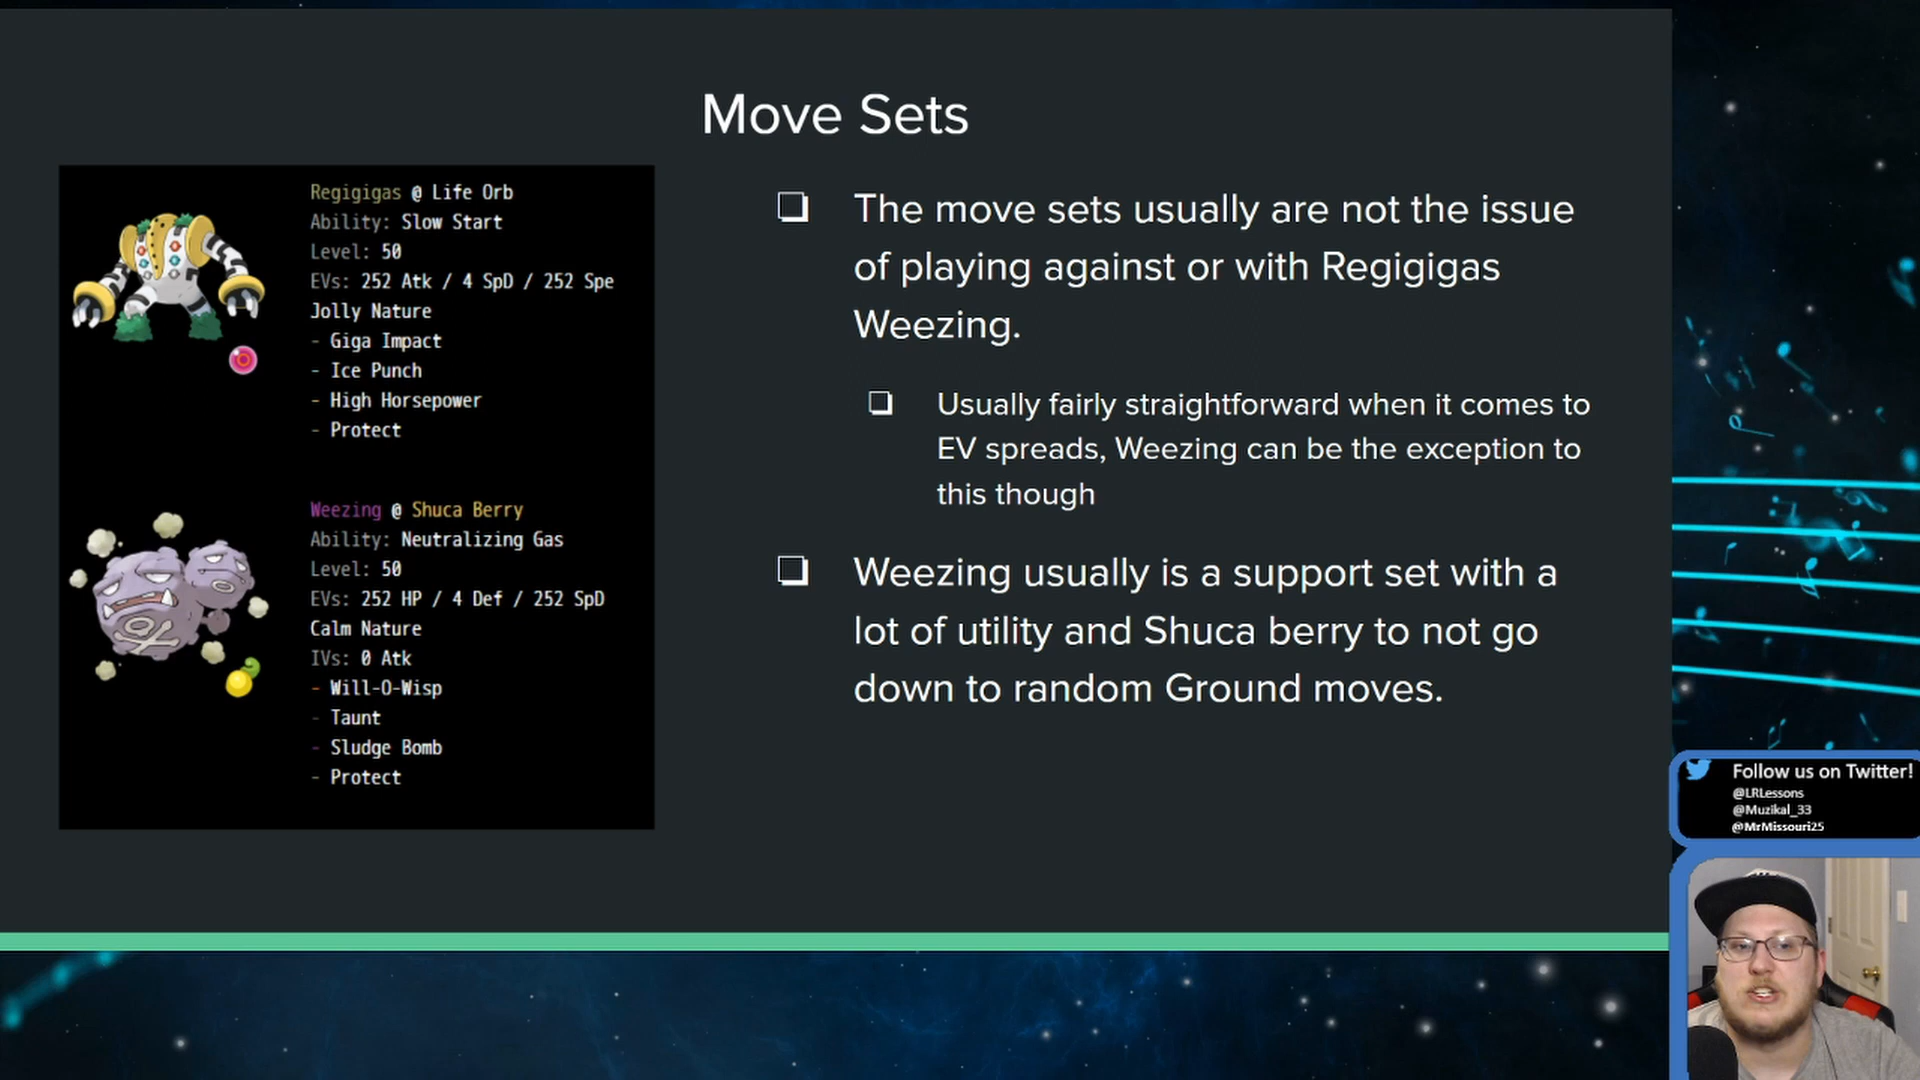 Move Sets
Regigigas @ Life Orb
Ability: Slow Start
Level: 50
EVs: 252 Atk / 4 SpD / 252 Spe
Jolly Nature
- Giga Impact
- Ice Punch
- High Horsepower
- Protect
Weezing @ Shuca Berry
Ability: Neutralizing Gas
Level: 50
EVs: 252 HP / 4 Def / 252 SpD
Calm Nature
IVs: 0 Atk
- Will-O-Wisp
- Taunt
- Sludge Bomb
- Protect
The move sets usually are not the issue
of playing against or with Regigigas
Weezing.
Usually fairly straightforward when it comes to
EV spreads, Weezing can be the exception to
this though
Weezing usually is a support set with a
lot of utility and Shuca berry to not go
down to random Ground moves.
Follow us on Twitter!
@LRLessons
@Muzikal_33
@MrMissouri25